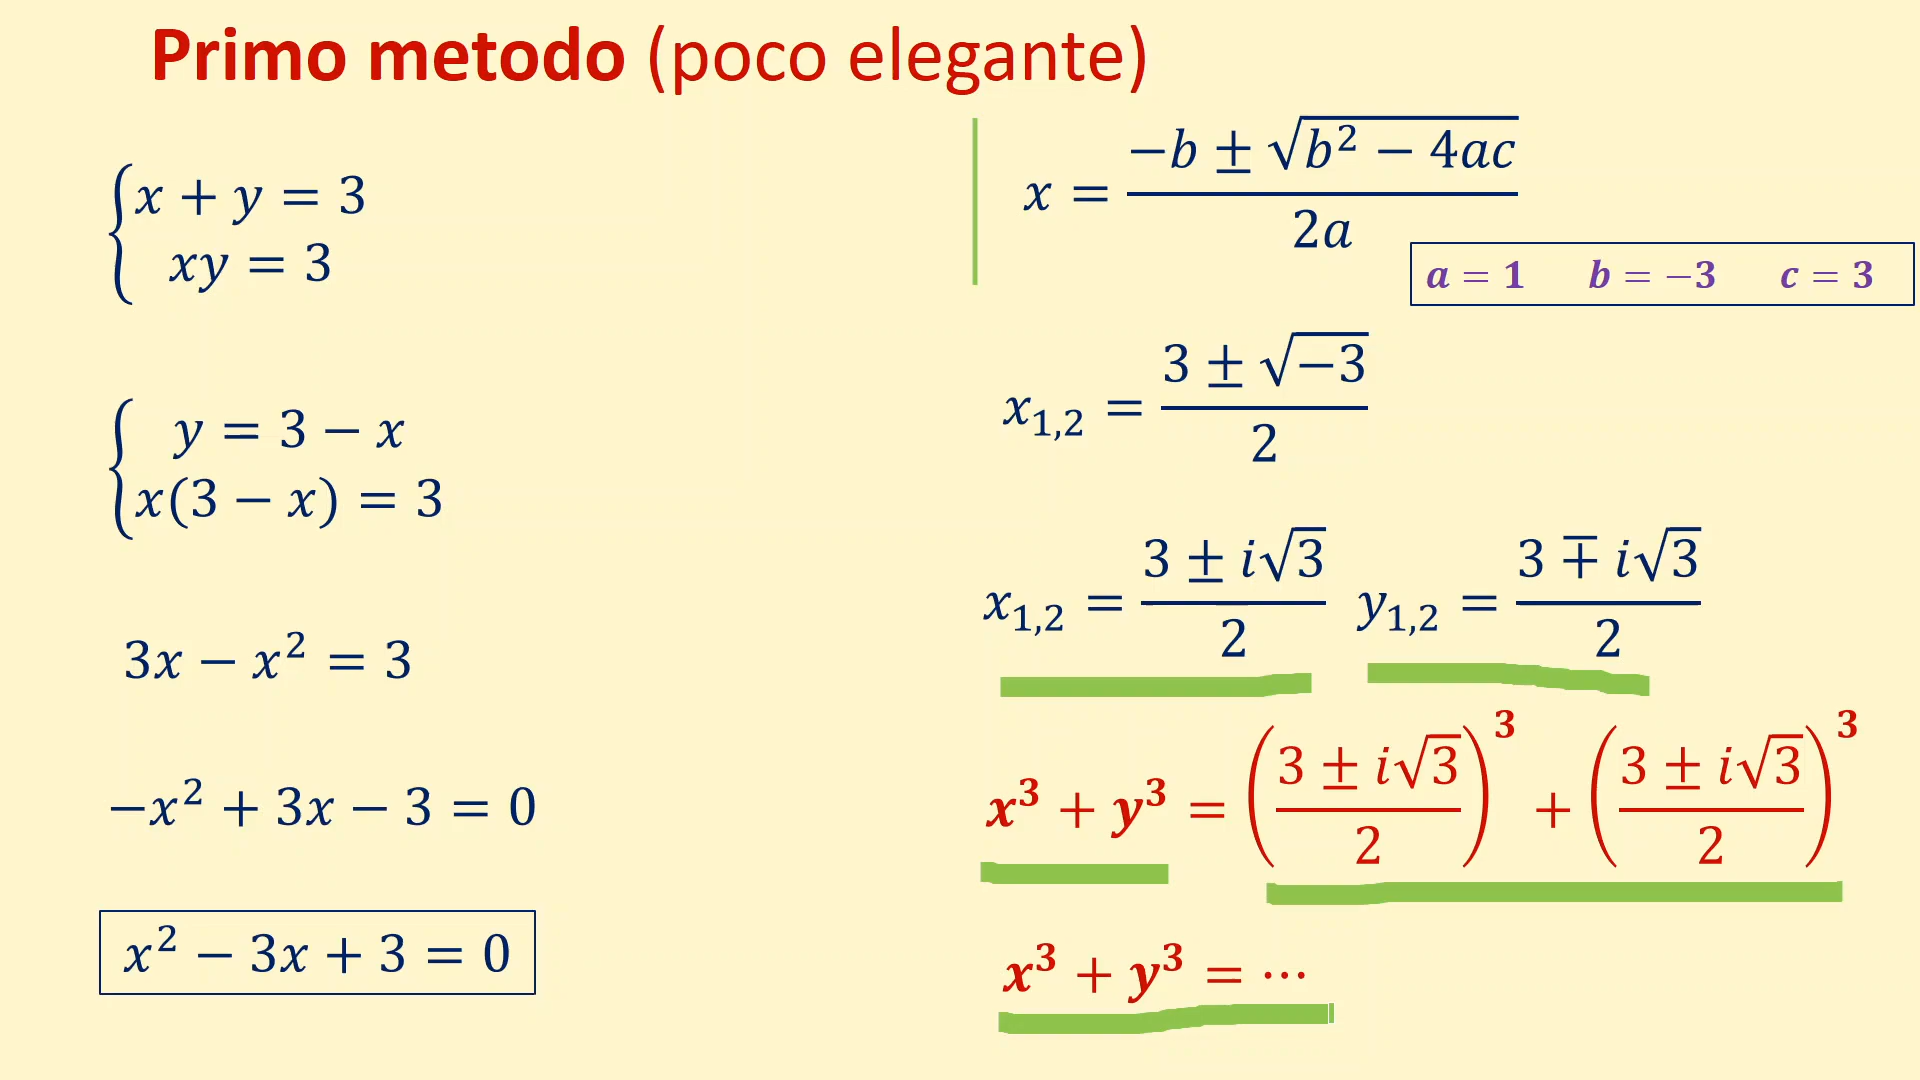 Primo metodo (poco elegante)
x + y = 3
xy = 3
y = 3 − x
x(3 − x) = 3
3x − x² = 3
−x² + 3x − 3 = 0
x² − 3x + 3 = 0
x = (−b ± √(b² − 4ac)) / 2a
a = 1 b = −3 c = 3
x₁,₂ = (3 ± √−3) / 2
x₁,₂ = (3 ± i√3) / 2 y₁,₂ = (3 ∓ i√3) / 2
x³ + y³ = ((3 ± i√3) / 2)³ + ((3 ± i√3) / 2)³
x³ + y³ = ⋯